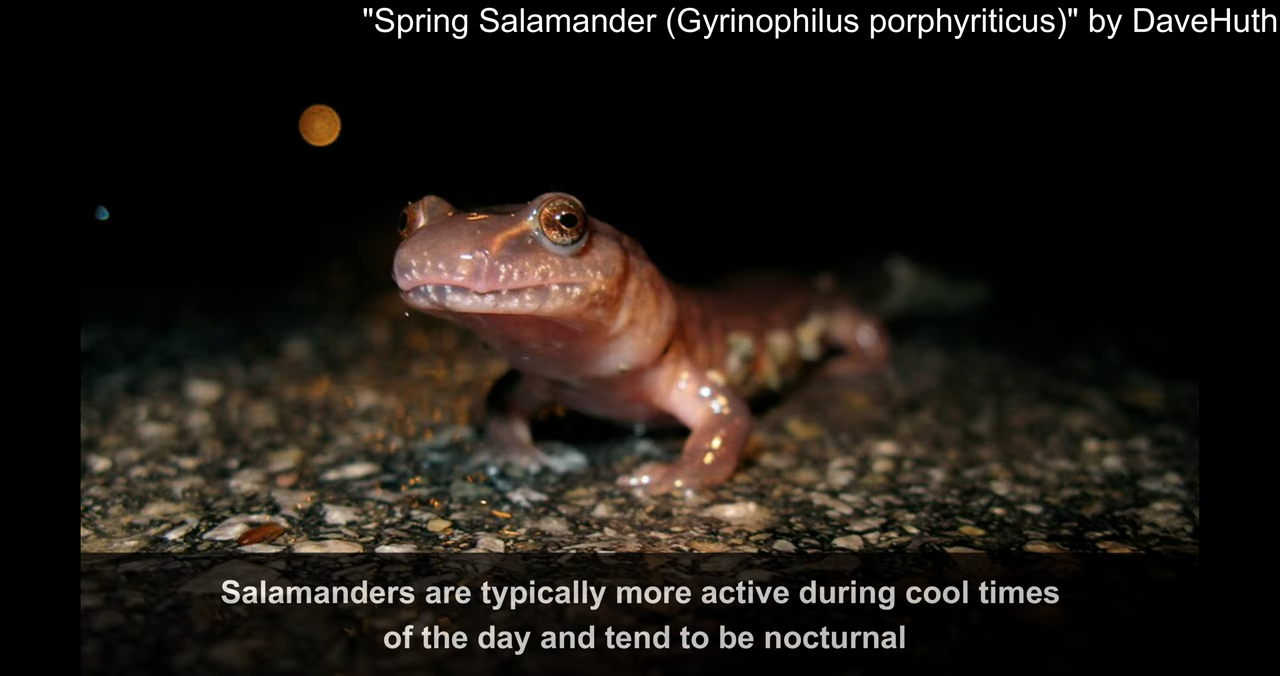 "Spring Salamander (Gyrinophilus porphyriticus)" by DaveHuth
Salamanders are typically more active during cool times
of the day and tend to be nocturnal